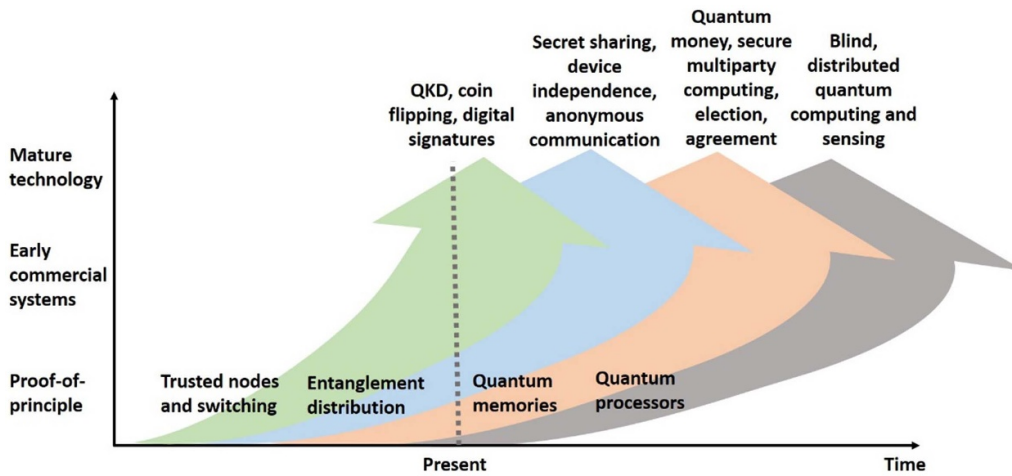 QKD, coin
flipping, digital
signatures
Secret sharing,
device
independence,
anonymous
communication
Quantum
money, secure
multiparty
computing,
election,
agreement
Blind,
distributed
quantum
computing and
sensing
Mature
technology
Early
commercial
systems
Proof-of-
principle
Trusted nodes
and switching
Entanglement
distribution
Quantum
memories
Quantum
processors
Present
Time